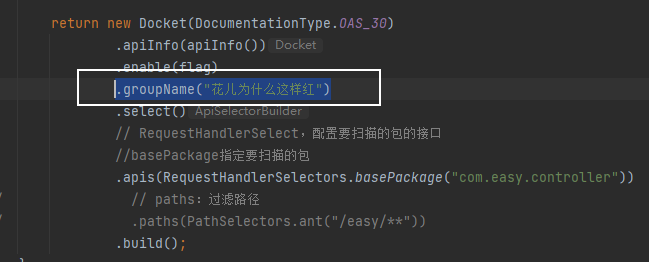 return new Docket(DocumentationType.OAS_30)
.apiInfo(apiInfo()) Docket
.enable(flag)
.groupName("花儿为什么这样红")
.select() ApiSelectorBuilder
// RequestHandlerSelect，配置要扫描的包的接口
//basePackage指定要扫描的包
.apis(RequestHandlerSelectors.basePackage("com.easy.controller"))
// paths：过滤路径
.paths(PathSelectors.ant("/easy/**"))
.build();